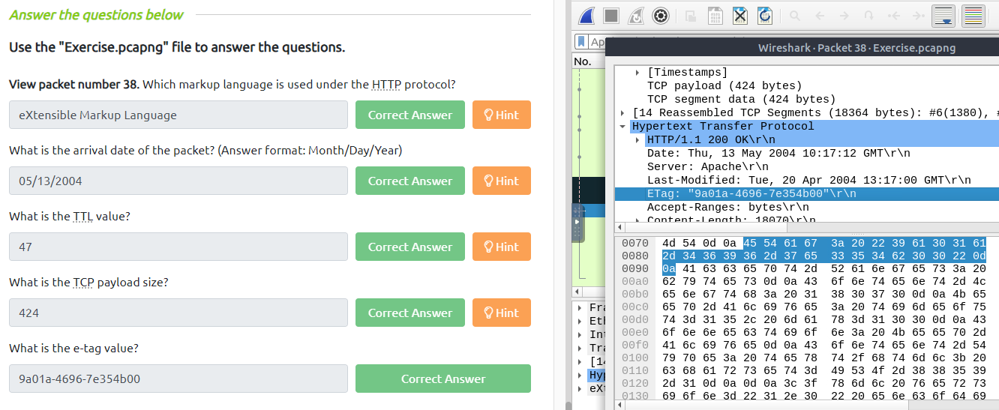 Answer the questions below
Use the "Exercise.pcapng" file to answer the questions.
View packet number 38. Which markup language is used under the HTTP protocol?
eXtensible Markup Language
Correct Answer
Hint
What is the arrival date of the packet? (Answer format: Month/Day/Year)
05/13/2004
Correct Answer
Hint
What is the TTL value?
47
Correct Answer
Hint
What is the TCP payload size?
424
Correct Answer
Hint
What is the e-tag value?
9a01a-4696-7e354b00
Correct Answer
Ap
No.
Wireshark · Packet 38 · Exercise.pcapng
[Timestamps]
TCP payload (424 bytes)
TCP segment data (424 bytes)
[14 Reassembled TCP Segments (18364 bytes): #6(1380), #
Hypertext Transfer Protocol
HTTP/1.1 200 OK\r\n
Date: Thu, 13 May 2004 10:17:12 GMT\r\n
Server: Apache\r\n
Last-Modified: Tue, 20 Apr 2004 13:17:00 GMT\r\n
ETag: "9a01a-4696-7e354b00"\r\n
Accept-Ranges: bytes\r\n
Content-Length: 18070\r\n
0070 4d 54 0d 0a 45 54 61 67 3a 20 22 39 61 30 31 61
0080 2d 34 36 39 36 2d 37 65 33 35 34 62 30 30 22 0d
0090 0a 41 63 63 65 70 74 2d 52 61 6e 67 65 73 3a 20
00a0 62 79 74 65 73 0d 0a 43 6f 6e 74 65 6e 74 2d 4c
00b0 65 6e 67 74 68 3a 20 31 38 30 37 30 0d 0a 4b 65
00c0 65 70 2d 41 6c 69 76 65 3a 20 74 69 6d 65 6f 75
00d0 74 3d 31 35 2c 20 6d 61 78 3d 31 30 30 0d 0a 43
00e0 6f 6e 6e 65 63 74 69 6f 6e 3a 20 4b 65 65 70 2d
00f0 41 6c 69 76 65 0d 0a 43 6f 6e 74 65 6e 74 2d 54
0100 79 70 65 3a 20 74 65 78 74 2f 68 74 6d 6c 3b 20
0110 63 68 61 72 73 65 74 3d 49 53 4f 2d 38 38 35 39
0120 2d 31 0d 0a 0d 0a 3c 3f 78 6d 6c 20 76 65 72 73
0130 69 6f 6e 3d 22 31 2e 30 22 20 65 6e 63 6f 64 69
Fra
Eth
Int
Tra
[14
Hyp
eXt